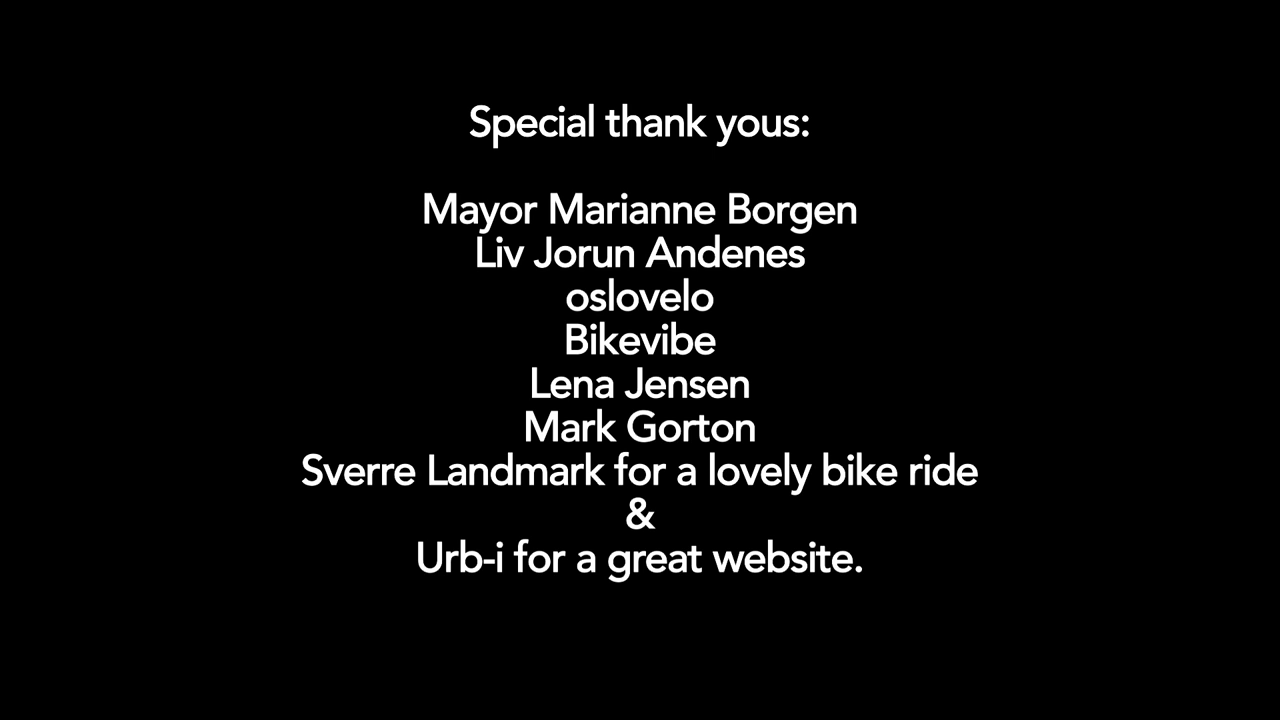 Special thank yous:
Mayor Marianne Borgen
Liv Jorun Andenes
oslovelo
Bikevibe
Lena Jensen
Mark Gorton
Sverre Landmark for a lovely bike ride
&
Urb-i for a great website.